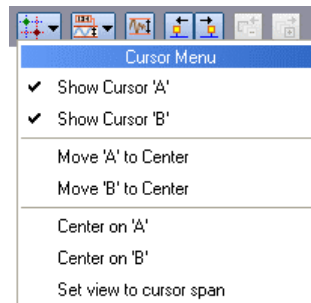 Cursor Menu
Show Cursor 'A'
Show Cursor 'B'
Move 'A' to Center
Move 'B' to Center
Center on 'A'
Center on 'B'
Set view to cursor span